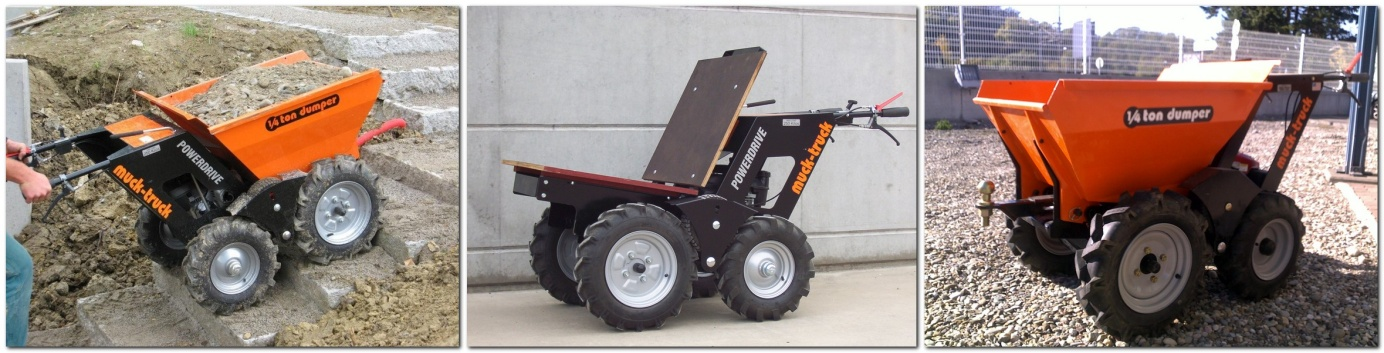 1/4 ton dumper
POWERDRIVE
muck-truck
POWERDRIVE
muck-truck
1/4 ton dumper
muck-truck